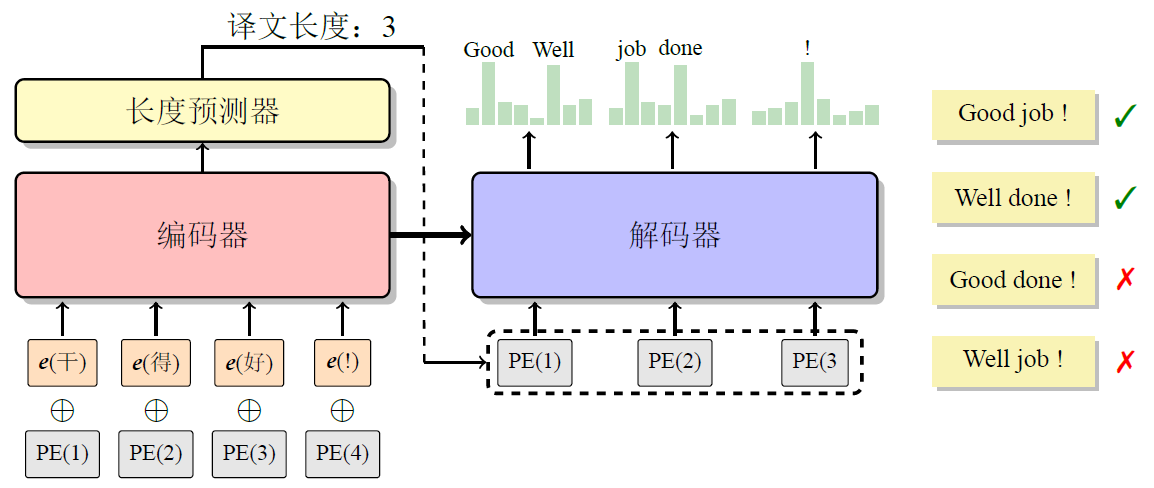 译文长度：3
长度预测器
编码器
e(干) e(得) e(好) e(!)
PE(1) PE(2) PE(3) PE(4)
Good Well job done !
解码器
PE(1) PE(2) PE(3
Good job !
Well done !
Good done !
Well job !